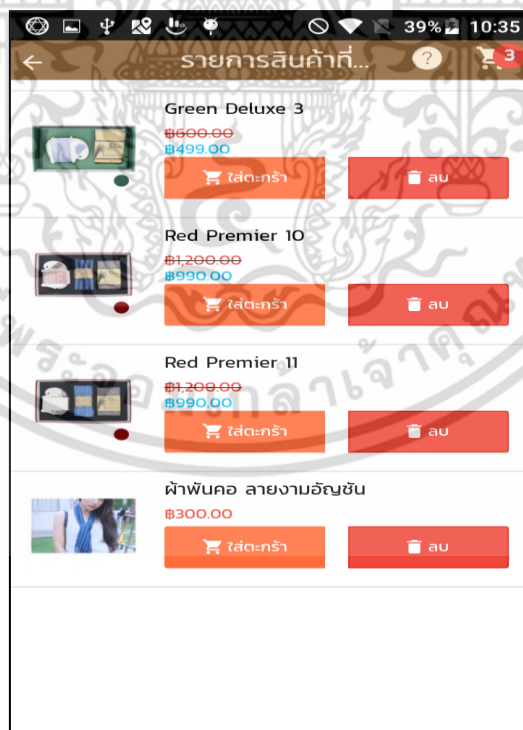 39% 10:35
รายการสินค้าที่... ? 3
Green Deluxe 3
฿600.00
฿499.00
ใส่ตะกร้า ลบ
Red Premier 10
฿1,200.00
฿990.00
ใส่ตะกร้า ลบ
Red Premier 11
฿1,200.00
฿990.00
ใส่ตะกร้า ลบ
ผ้าพันคอ ลายงามอัญชัน
฿300.00
ใส่ตะกร้า ลบ